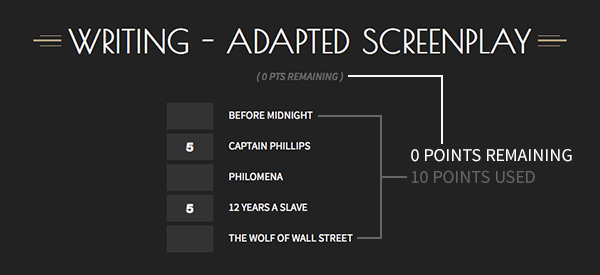 WRITING - ADAPTED SCREENPLAY
( 0 PTS REMAINING )
BEFORE MIDNIGHT
5 CAPTAIN PHILLIPS
PHILOMENA
5 12 YEARS A SLAVE
THE WOLF OF WALL STREET
0 POINTS REMAINING
10 POINTS USED